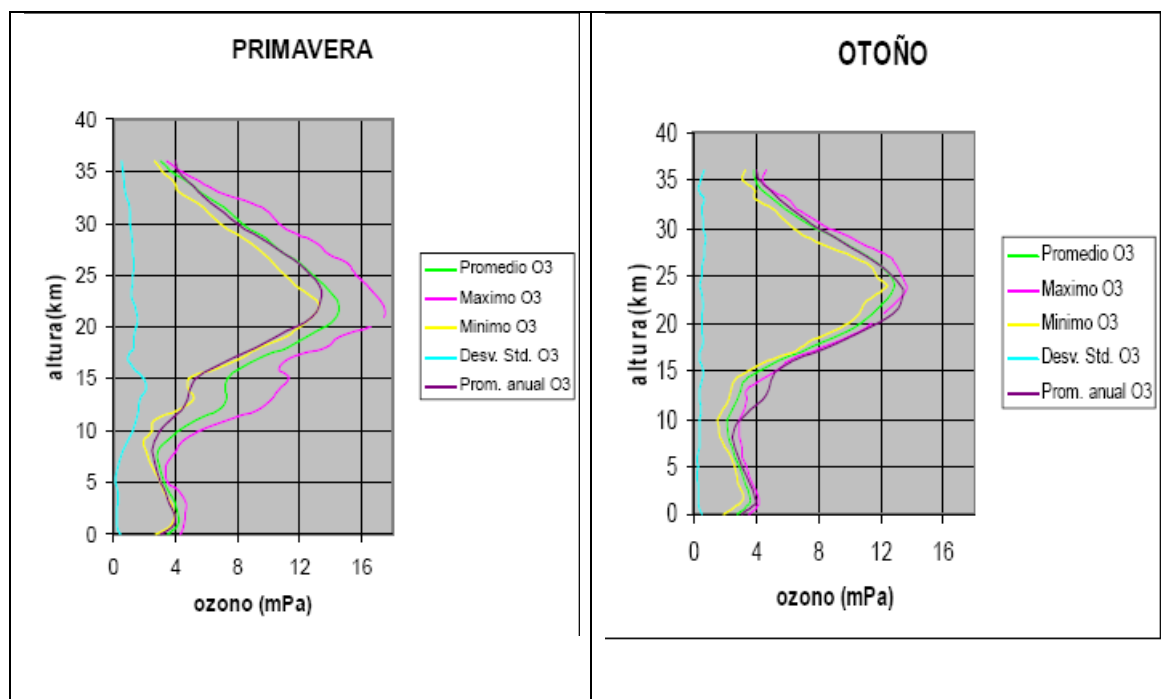 PRIMAVERA
altura(km)
40
35
30
25
20
15
10
5
0
0 4 8 12 16
ozono (mPa)
Promedio O3
Maximo O3
Minimo O3
Desv. Std. O3
Prom. anual O3
OTOÑO
altura(km)
40
35
30
25
20
15
10
5
0
0 4 8 12 16
ozono (mPa)
Promedio O3
Maximo O3
Minimo O3
Desv. Std. O3
Prom. anual O3